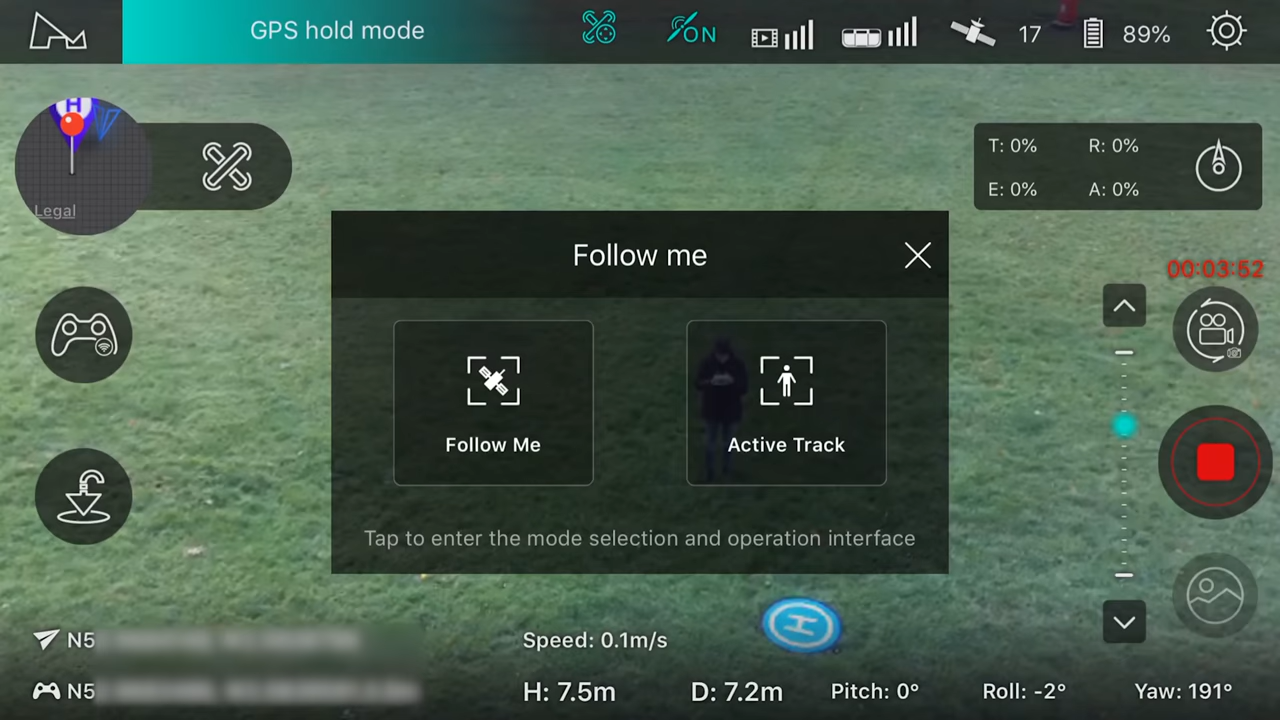 GPS hold mode
ON
17
89%
H
Legal
T: 0% R: 0%
E: 0% A: 0%
Follow me
00:03:52
Follow Me
Active Track
Tap to enter the mode selection and operation interface
H
N5
Speed: 0.1m/s
N5
H: 7.5m D: 7.2m Pitch: 0° Roll: -2° Yaw: 191°